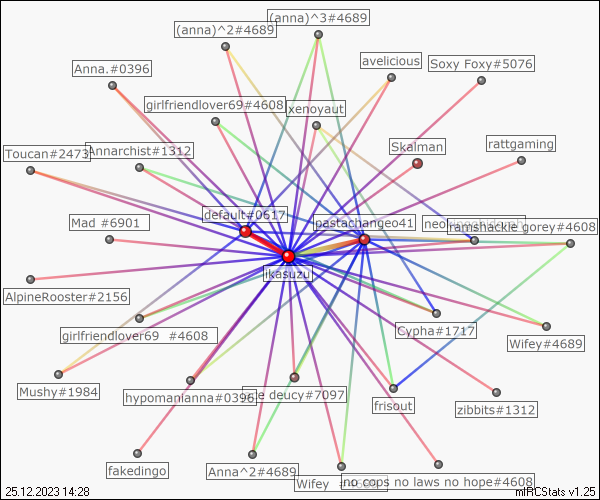 (anna)^3#4689
(anna)^2#4689
avelicious
Soxy Foxy#5076
Anna.#0396
girlfriendlover69#4608
xenoyaut
Skalman
rattgaming
Toucan#2473
Annarchist#1312
default#0617
pastachangeo41
Mad #6901
ramshackle gorey#4608
ikasuzu
AlpineRooster#2156
girlfriendlover69 #4608
Cypha#1717
Wifey#4689
Mushy#1984
hypomanianna#0396
deucy#7097
frisout
zibbits#1312
fakedingo
Anna^2#4689
Wifey
no cops no laws no hope#4608
25.12.2023 14:28
mIRCStats v1.25